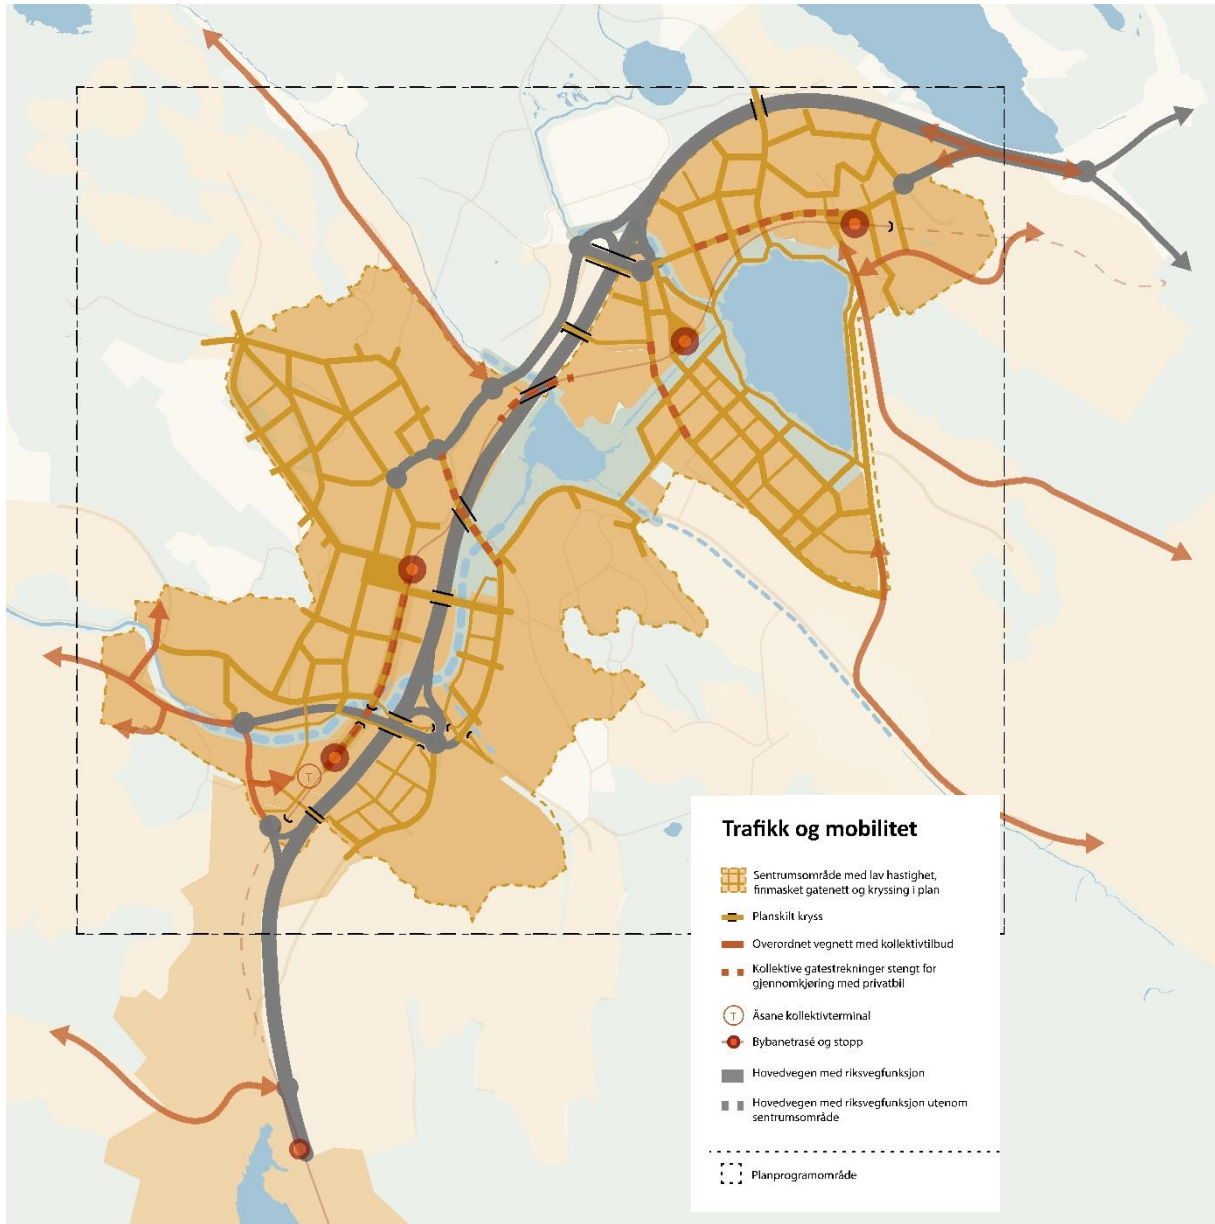 T
Trafikk og mobilitet
Sentrumsområde med lav hastighet,
finmasket gatenett og kryssing i plan
Planskilt kryss
Overordnet vegnett med kollektivtilbud
Kollektive gatestrekninger stengt for
gjennomkjøring med privatbil
T
Åsane kollektivterminal
Bybanetrasé og stopp
Hovedvegen med riksvegfunksjon
Hovedvegen med riksvegfunksjon utenom
sentrumsområde
Planprogramområde